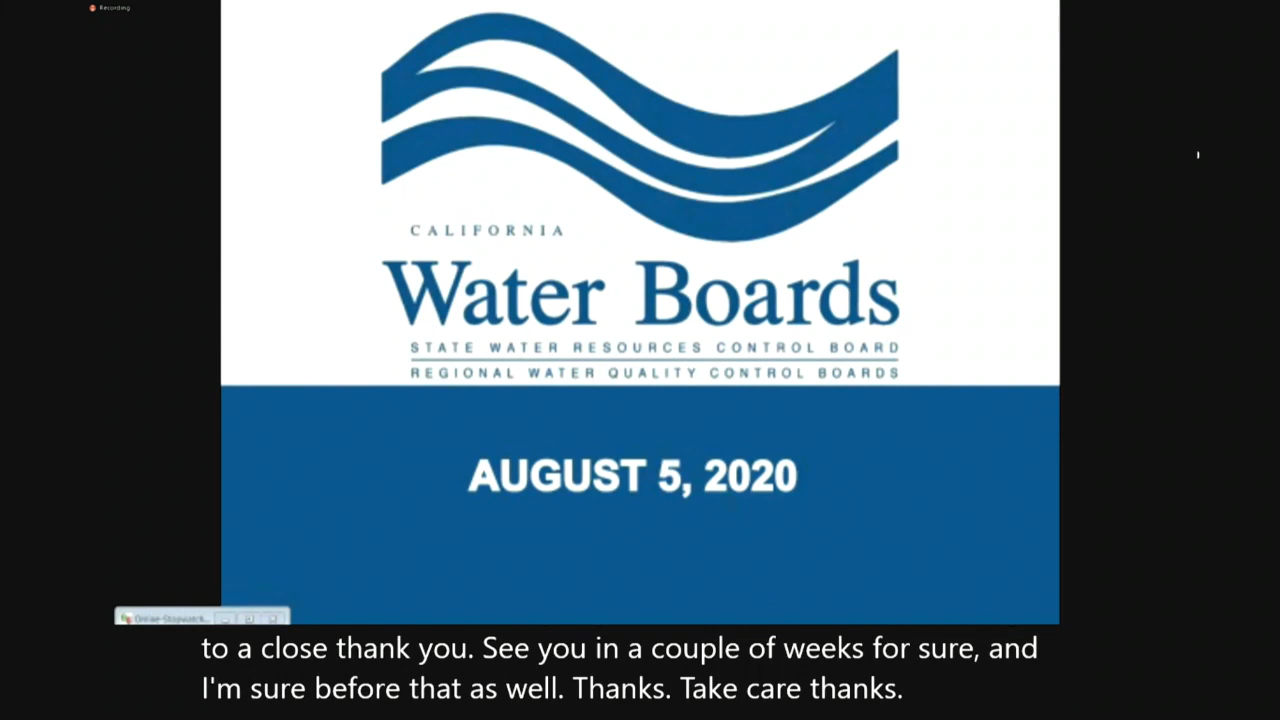 Recording
CALIFORNIA
Water Boards
STATE WATER RESOURCES CONTROL BOARD
REGIONAL WATER QUALITY CONTROL BOARDS
AUGUST 5, 2020
to a close thank you. See you in a couple of weeks for sure, and
I'm sure before that as well. Thanks. Take care thanks.